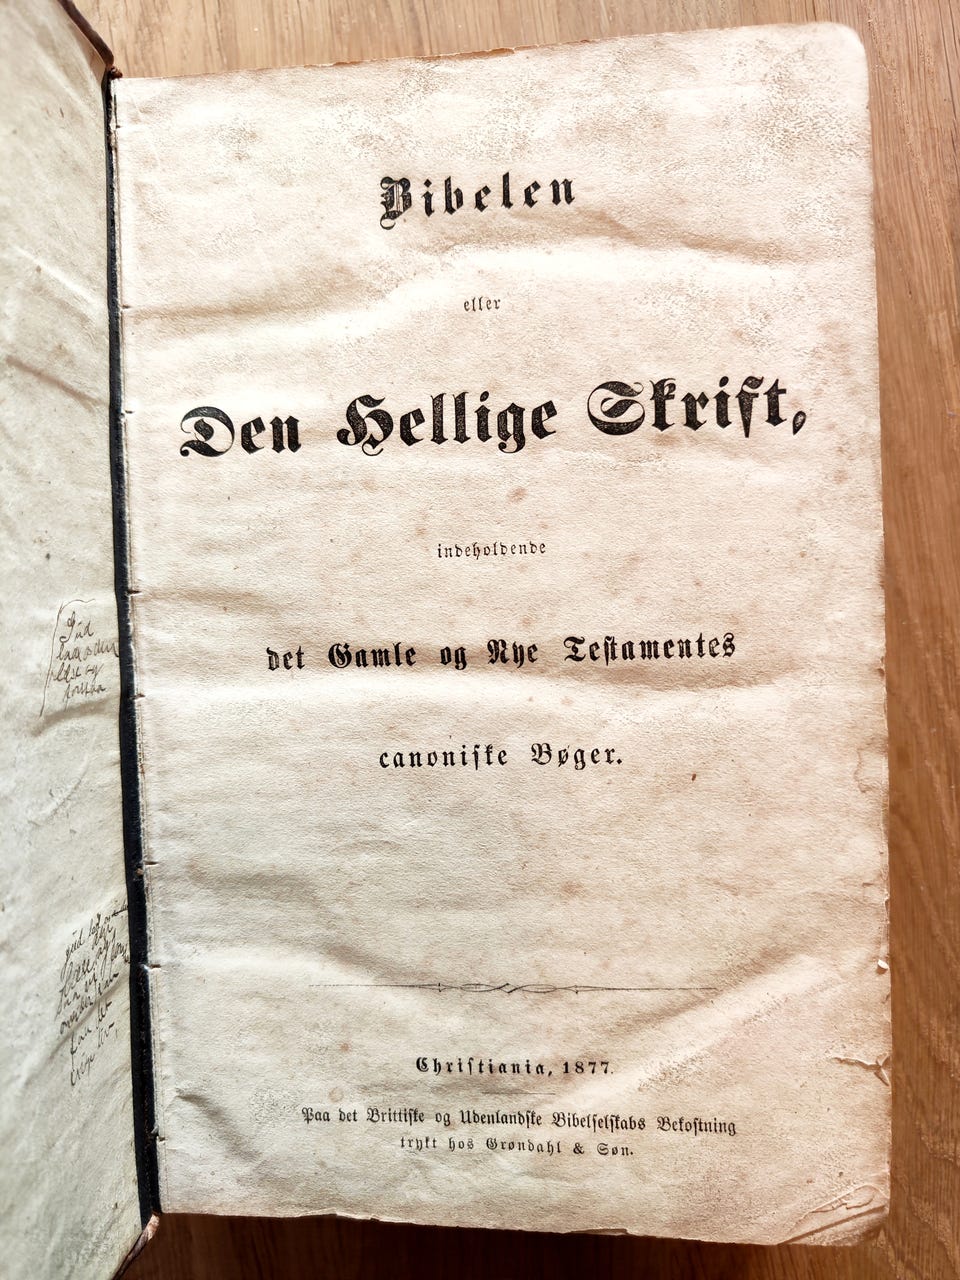 Gud
Bibelen
eller
Den Hellige Skrift,
indeholdende
det Gamle og Nye Testamentes
canoniske Bøger.
Christiania, 1877.
Paa det Brittiske og Udenlandske Bibelselskabs Bekostning
trykt hos Grøndahl & Søn.